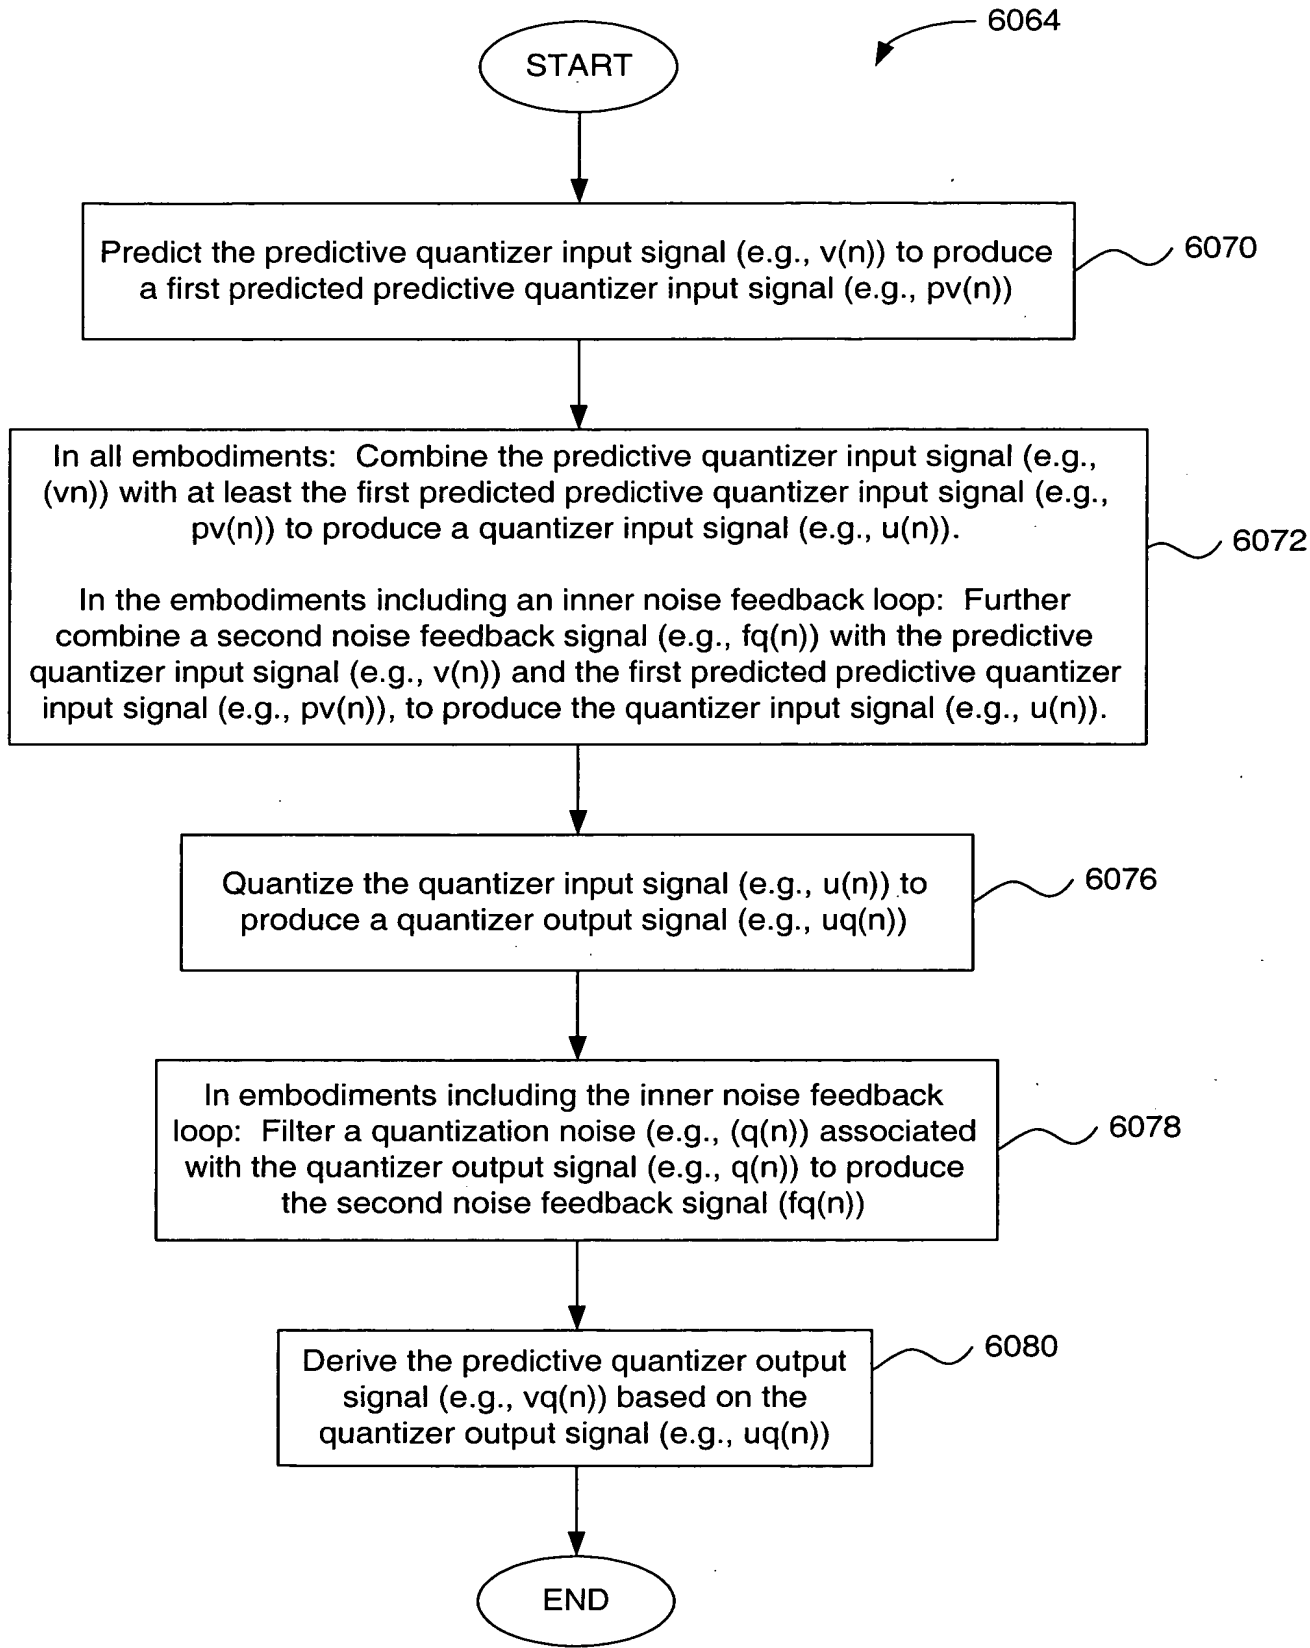 6064
START
Predict the predictive quantizer input signal (e.g., v(n)) to produce
a first predicted predictive quantizer input signal (e.g., pv(n))
6070
In all embodiments: Combine the predictive quantizer input signal (e.g.,
(vn)) with at least the first predicted predictive quantizer input signal (e.g.,
pv(n)) to produce a quantizer input signal (e.g., u(n)).
In the embodiments including an inner noise feedback loop: Further
combine a second noise feedback signal (e.g., fq(n)) with the predictive
quantizer input signal (e.g., v(n)) and the first predicted predictive quantizer
input signal (e.g., pv(n)), to produce the quantizer input signal (e.g., u(n)).
6072
Quantize the quantizer input signal (e.g., u(n)) to
produce a quantizer output signal (e.g., uq(n))
6076
In embodiments including the inner noise feedback
loop: Filter a quantization noise (e.g., (q(n)) associated
with the quantizer output signal (e.g., q(n)) to produce
the second noise feedback signal (fq(n))
6078
Derive the predictive quantizer output
signal (e.g., vq(n)) based on the
quantizer output signal (e.g., uq(n))
6080
END